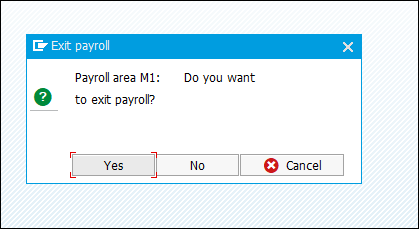 Exit payroll
Payroll area M1: Do you want
to exit payroll?
Yes No Cancel